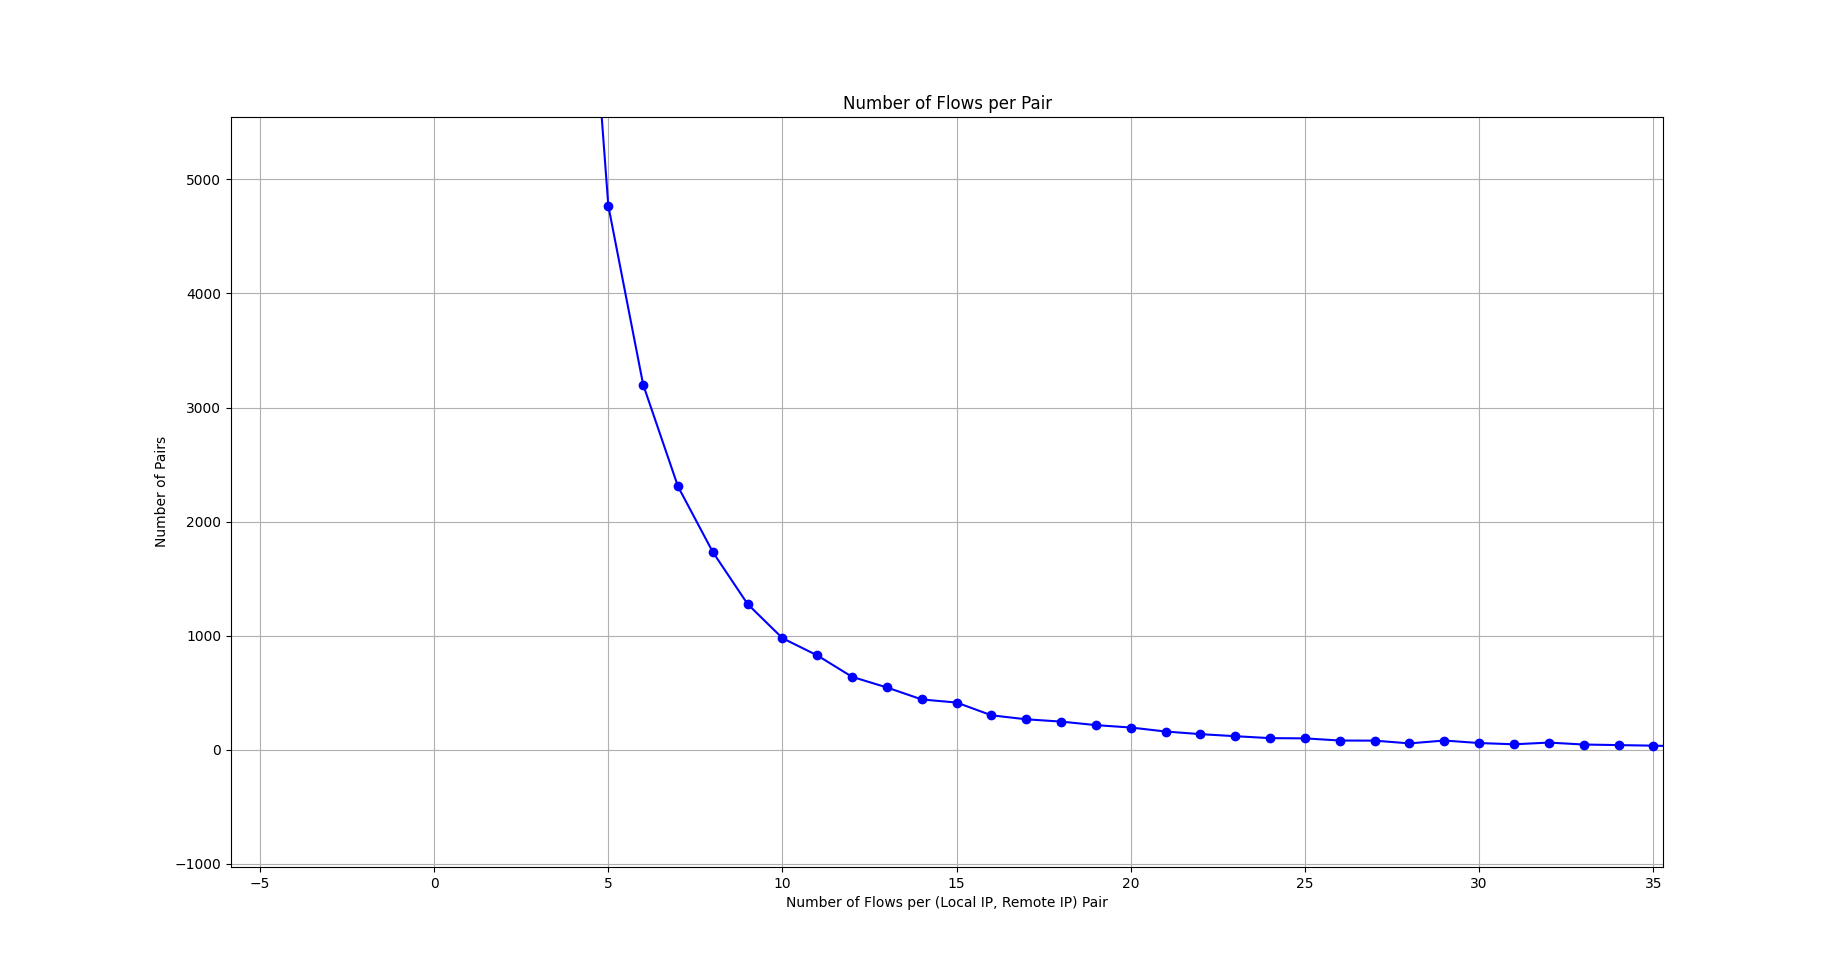 Number of Flows per Pair
5000
4000
3000
2000
1000
0
−1000
Number of Pairs
−5 0 5 10 15 20 25 30 35
Number of Flows per (Local IP, Remote IP) Pair